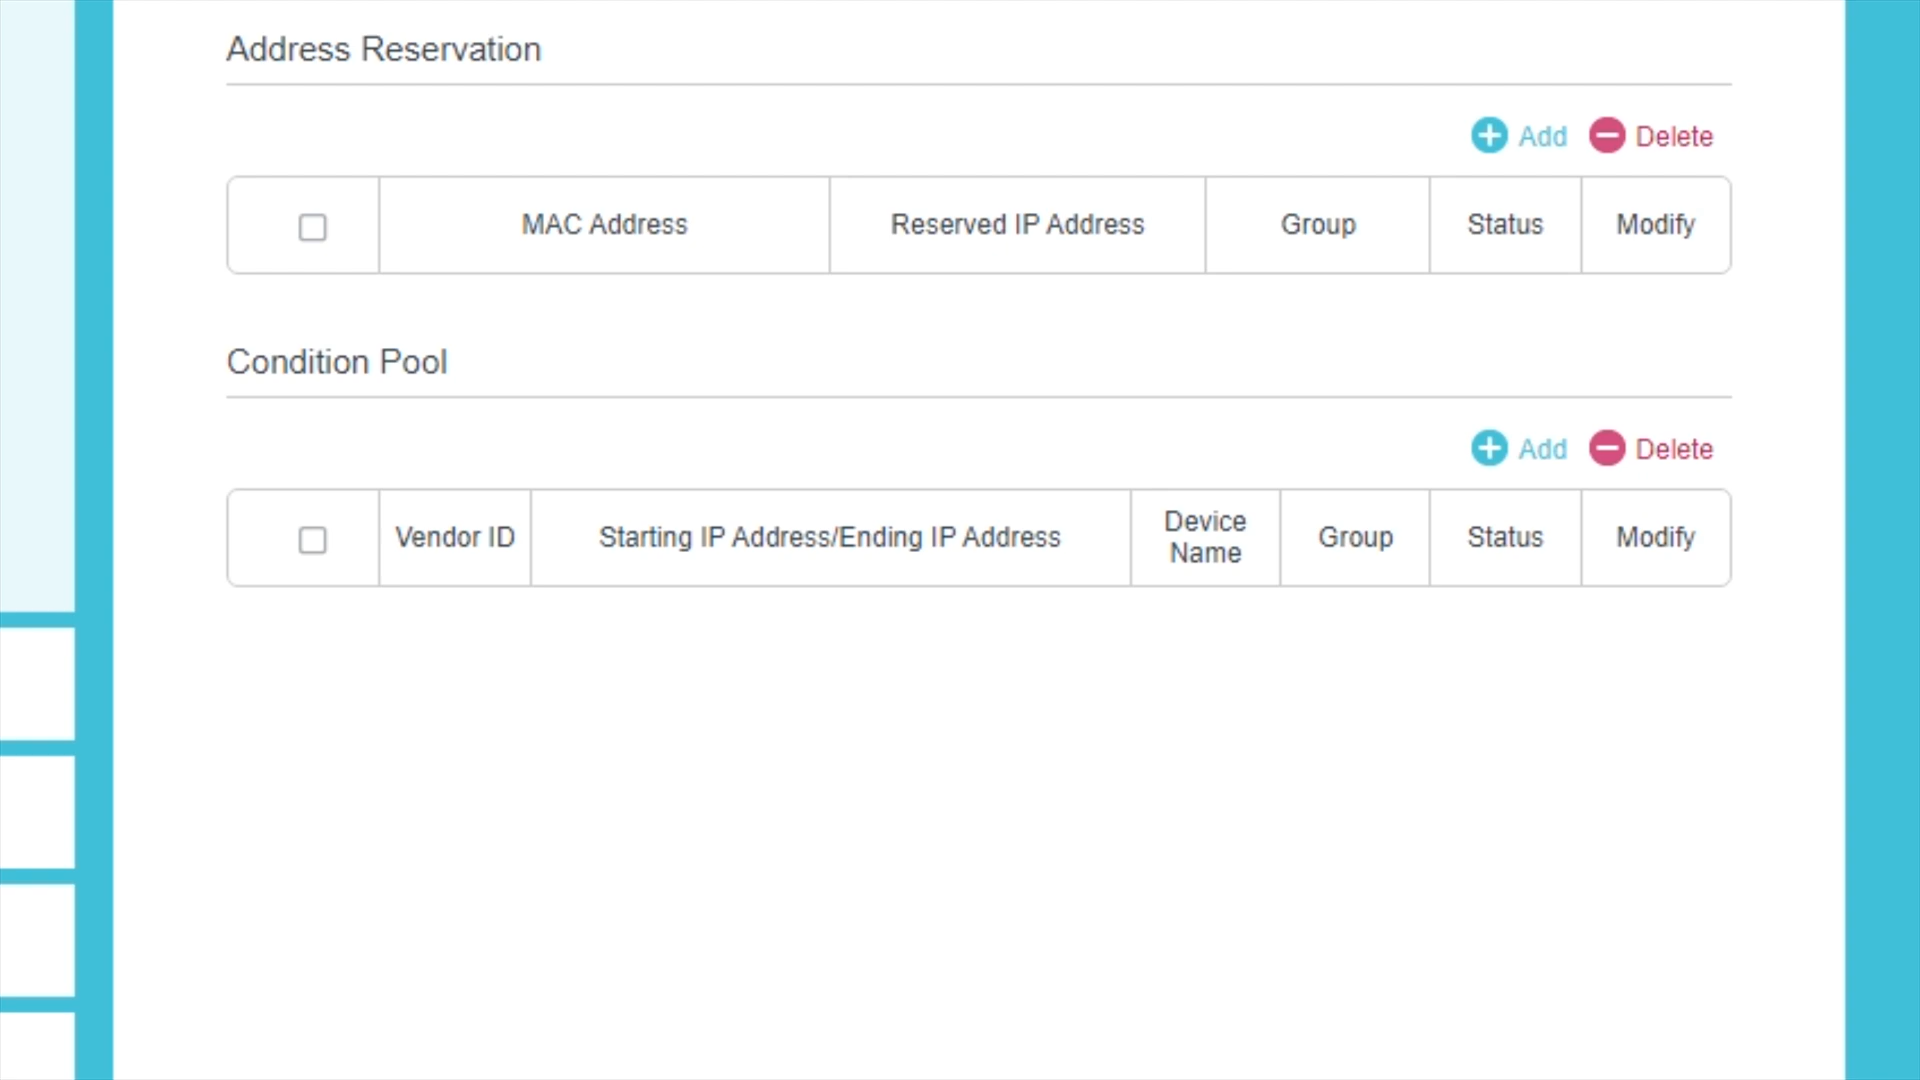 Address Reservation
Add Delete
MAC Address Reserved IP Address Group Status Modify
Condition Pool
Add Delete
Vendor ID Starting IP Address/Ending IP Address Device Name Group Status Modify